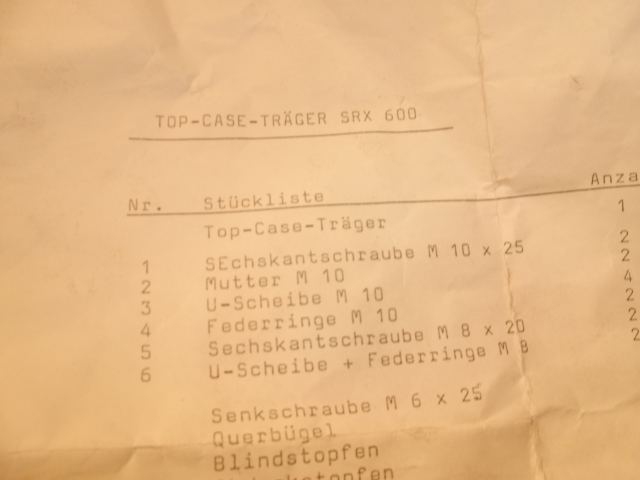 TOP-CASE-TRÄGER SRX 600
Nr. Stückliste Anza
Top-Case-Träger 1
1 SEchskantschraube M 10 x 25 2
2 Mutter M 10 2
3 U-Scheibe M 10 4
4 Federringe M 10 2
5 Sechskantschraube M 8 x 20 2
6 U-Scheibe + Federringe M 8 2
Senkschraube M 6 x 25
Querbügel
Blindstopfen